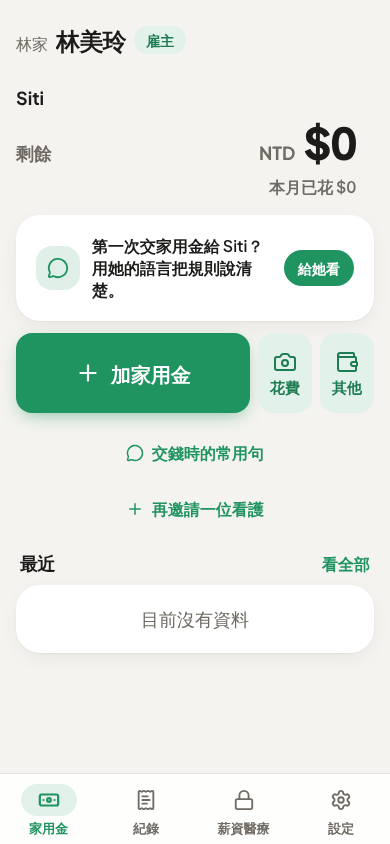 林家 林美玲 雇主
Siti
剩餘 NTD $0
本月已花 $0
第一次交家用金給 Siti？
用她的語言把規則說清
楚。
給她看
加家用金
花費
其他
交錢時的常用句
再邀請一位看護
最近 看全部
目前沒有資料
家用金 紀錄 薪資醫療 設定